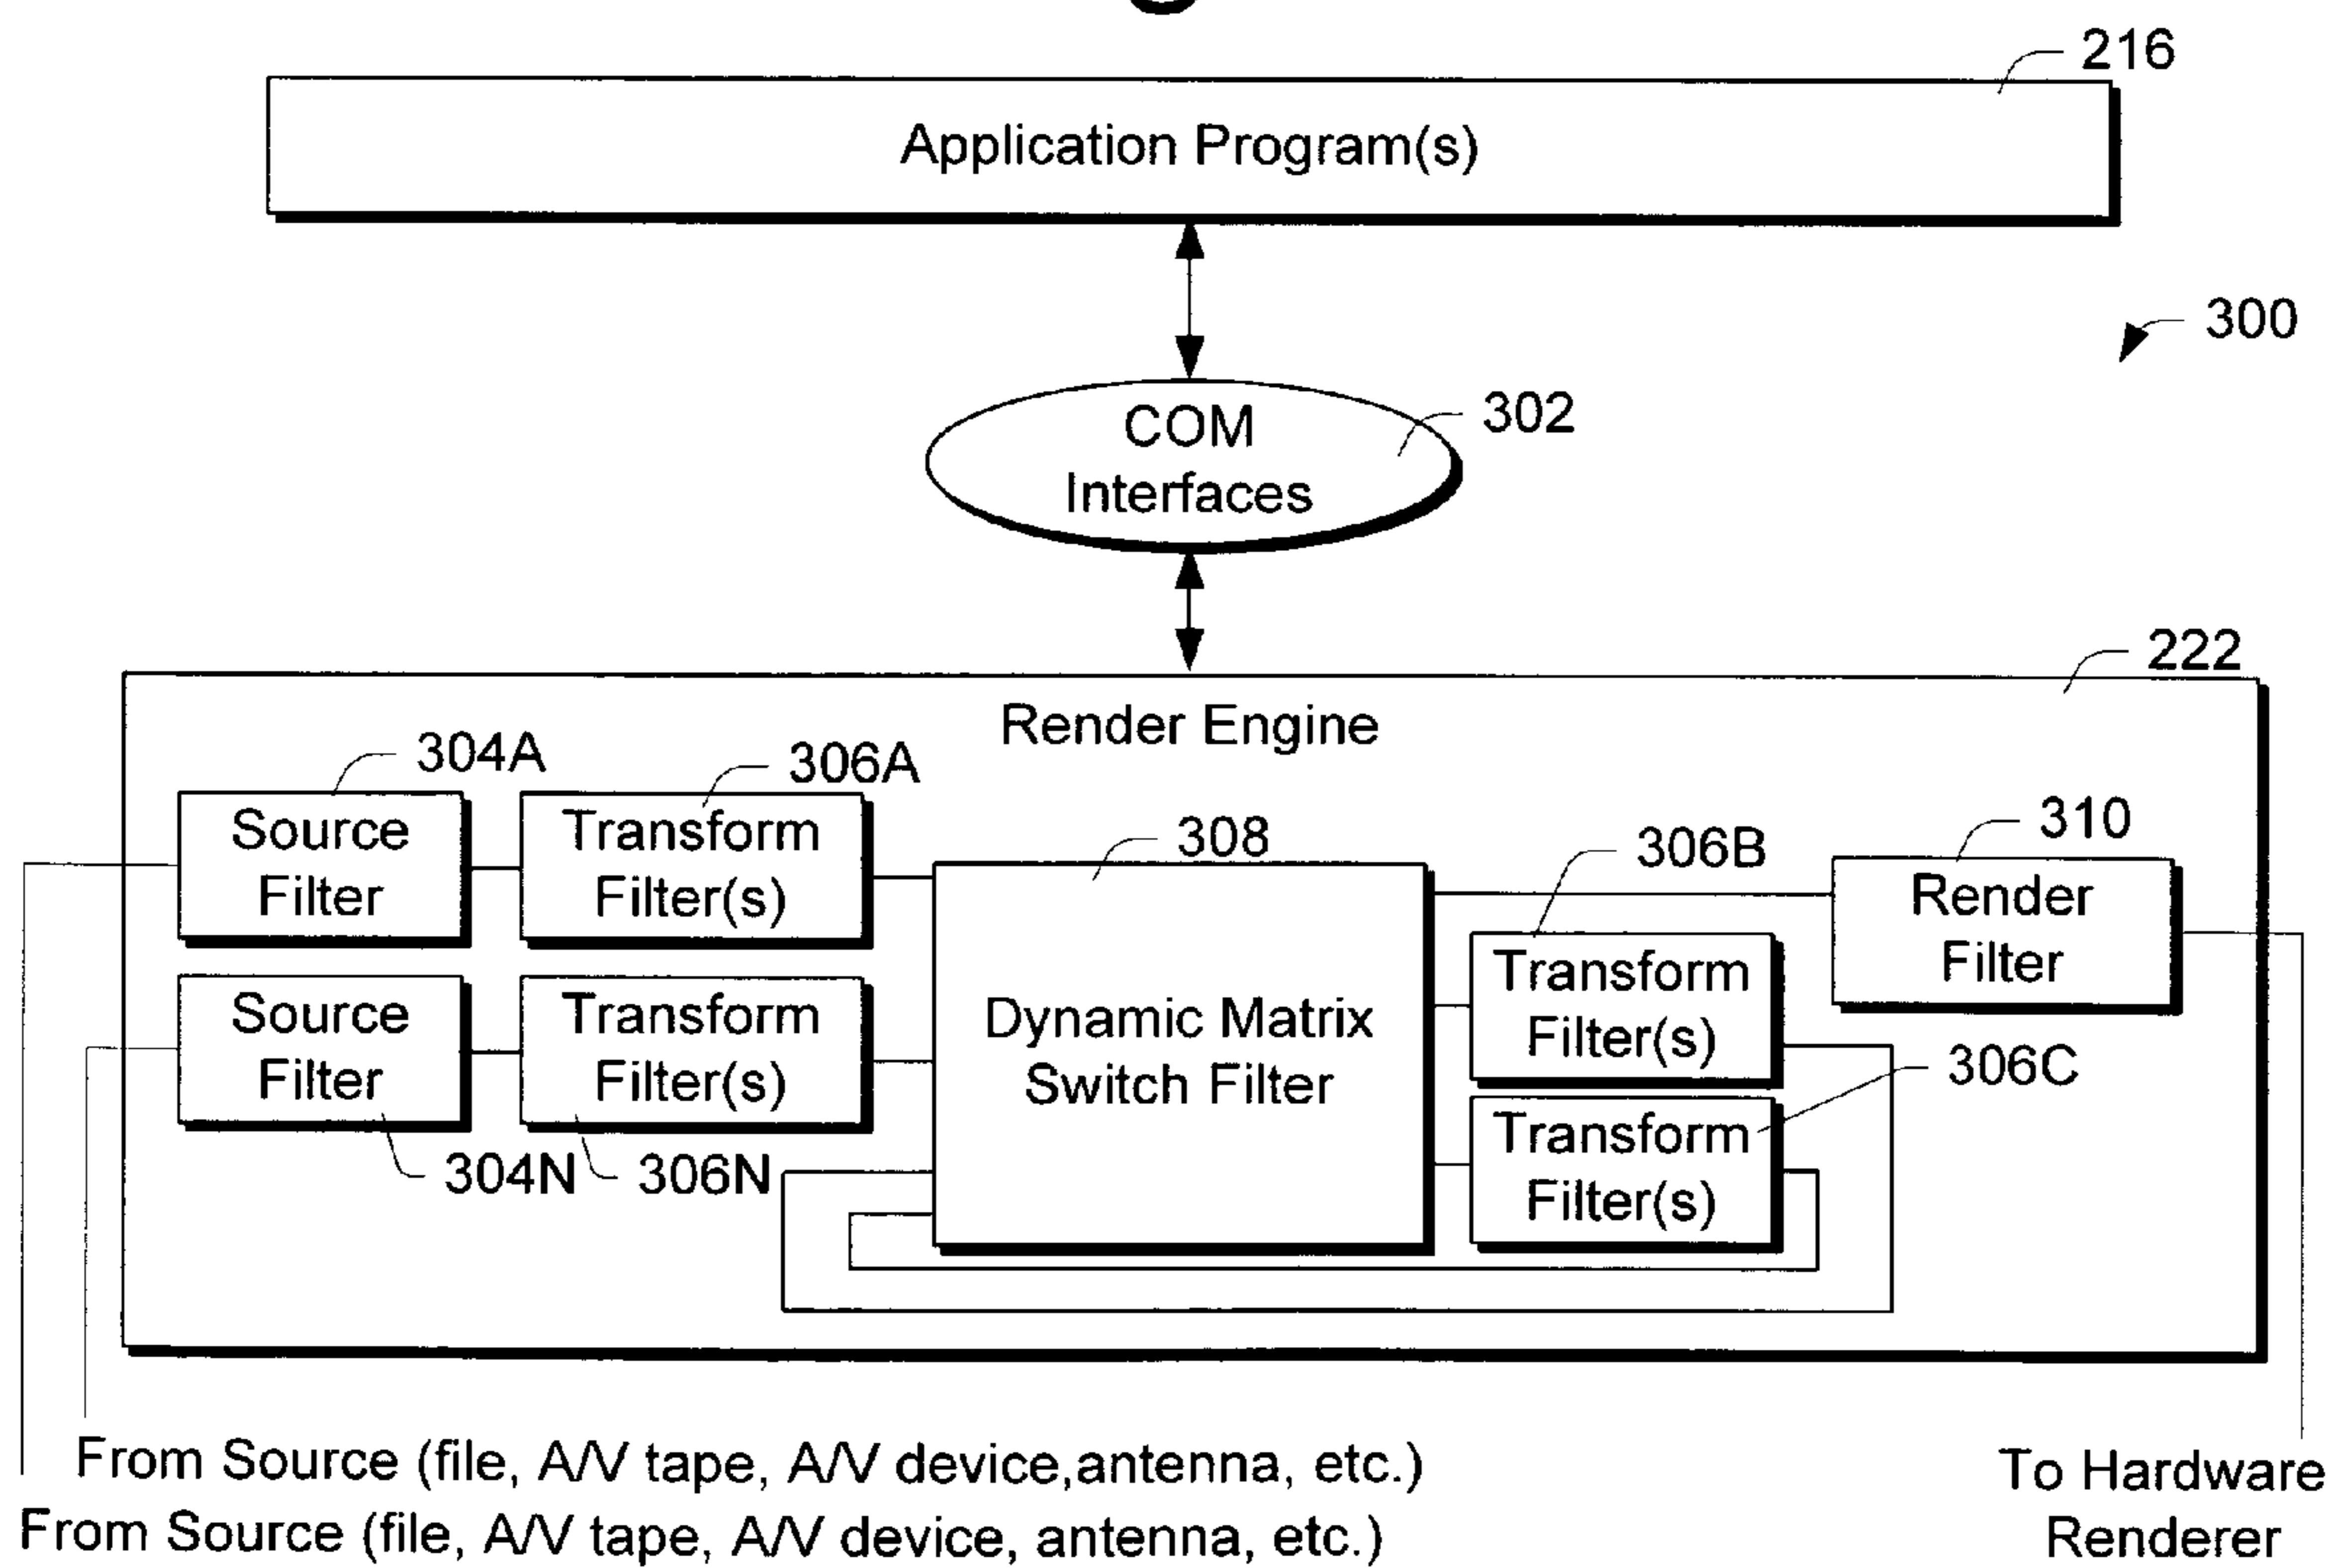 216
Application Program(s)
300
COM
Interfaces
302
222
Render Engine
304A
306A
Source
Filter
Transform
Filter(s)
308
306B
310
Render
Filter
Source
Filter
Transform
Filter(s)
Dynamic Matrix
Switch Filter
Transform
Filter(s)
306C
304N
306N
Transform
Filter(s)
From Source (file, A/V tape, A/V device,antenna, etc.)
From Source (file, A/V tape, A/V device, antenna, etc.)
To Hardware
Renderer